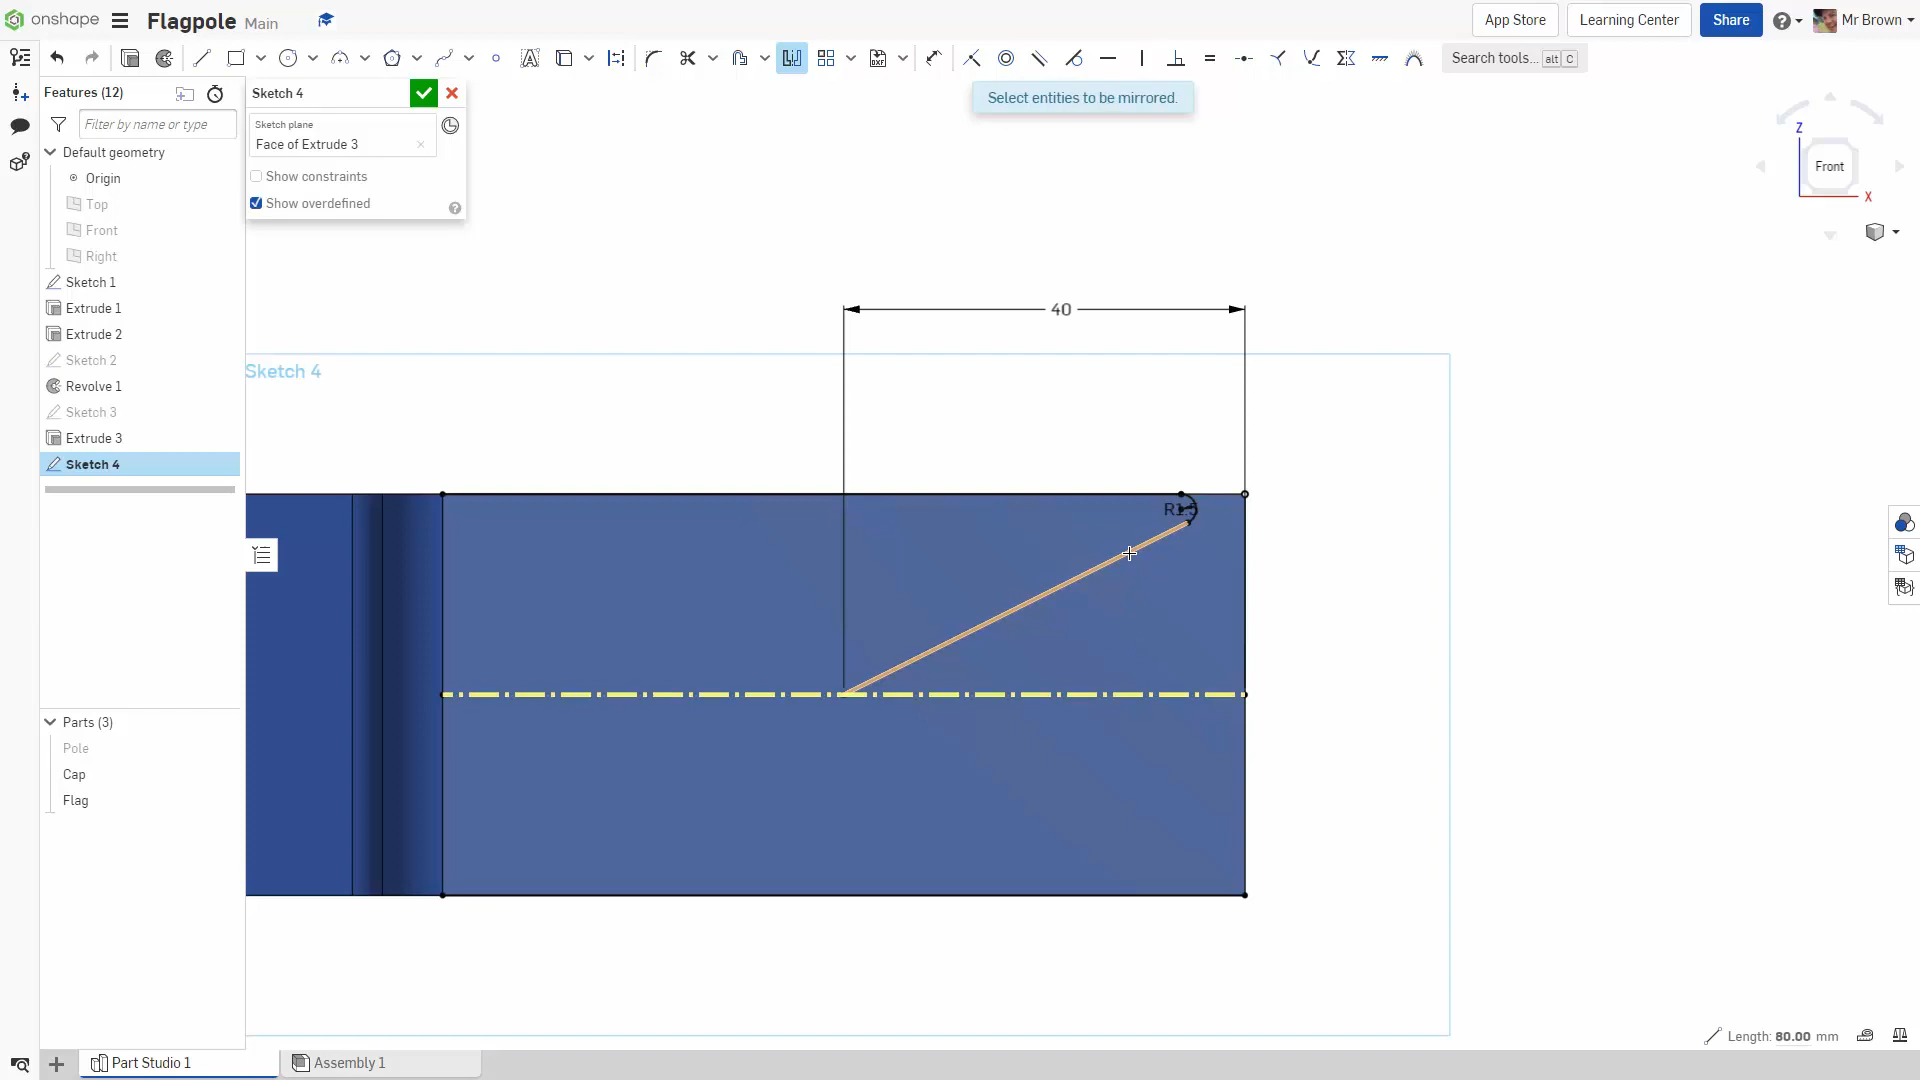 onshape
Flagpole Main
App Store
Learning Center
Share
Mr Brown
Search tools... alt C
Features (12)
Filter by name or type
Default geometry
Origin
Top
Front
Right
Sketch 1
Extrude 1
Extrude 2
Sketch 2
Revolve 1
Sketch 3
Extrude 3
Sketch 4
Parts (3)
Pole
Cap
Flag
Sketch 4
Sketch plane
Face of Extrude 3
Show constraints
Show overdefined
Select entities to be mirrored.
Z
Front
X
40
Sketch 4
R1.5
Length: 80.00 mm
Part Studio 1
Assembly 1